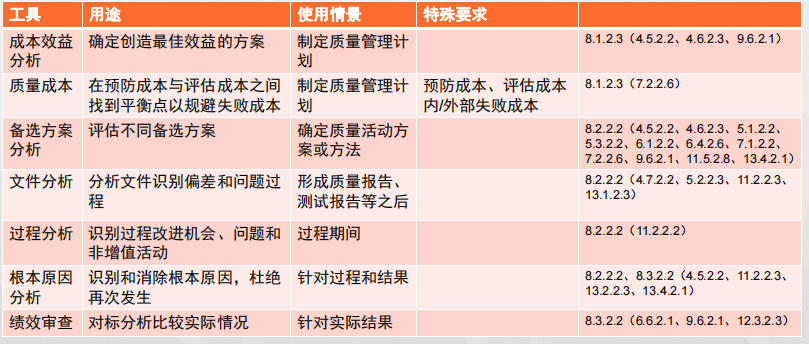 工具 用途 使用情景 特殊要求
成本效益 确定创造最佳效益的方案 制定质量管理计 8.1.2.3（4.5.2.2、4.6.2.3、9.6.2.1）
分析 划
质量成本 在预防成本与评估成本之间 制定质量管理计 预防成本、评估成本 8.1.2.3（7.2.2.6）
找到平衡点以规避失败成本 划 内/外部失败成本
备选方案 评估不同备选方案 确定质量活动方 8.2.2.2（4.5.2.2、4.6.2.3、5.1.2.2、
分析 案或方法 5.3.2.2、6.1.2.2、6.4.2.6、7.1.2.2、
7.2.2.6、9.6.2.1、11.5.2.8、13.4.2.1）
文件分析 分析文件识别偏差和问题过 形成质量报告、 8.2.2.2（4.7.2.2、5.2.2.3、11.2.2.3、
程 测试报告等之后 13.1.2.3）
过程分析 识别过程改进机会、问题和 过程期间 8.2.2.2（11.2.2.2）
非增值活动
根本原因 识别和消除根本原因，杜绝 针对过程和结果 8.2.2.2、8.3.2.2（4.5.2.2、11.2.2.3、
分析 再次发生 13.2.2.3、13.4.2.1）
绩效审查 对标分析比较实际情况 针对实际结果 8.3.2.2（6.6.2.1、9.6.2.1、12.3.2.3）